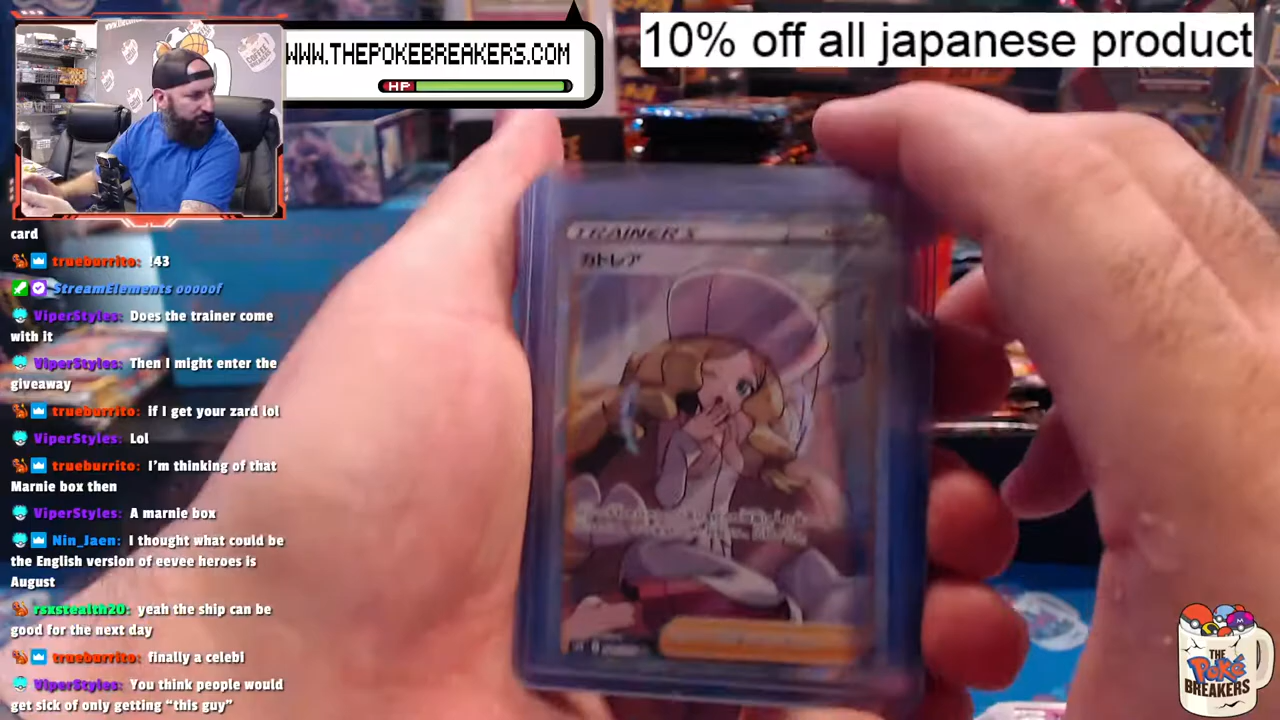 WWW.THEPOKEBREAKERS.COM
HP
10% off all japanese product
card
trueburrito: !43
StreamElements ooooof
ViperStyles: Does the trainer come
with it
ViperStyles: Then I might enter the
giveaway
trueburrito: if I get your zard lol
ViperStyles: Lol
trueburrito: I'm thinking of that
Marnie box then
ViperStyles: A marnie box
Nin_Jaen: I thought what could be
the English version of eevee heroes is
August
rsxstealth20: yeah the ship can be
good for the next day
trueburrito: finally a celebi
ViperStyles: You think people would
get sick of only getting “this guy”
TRAINERS
カトレア
THE
POKÉ
BREAKERS